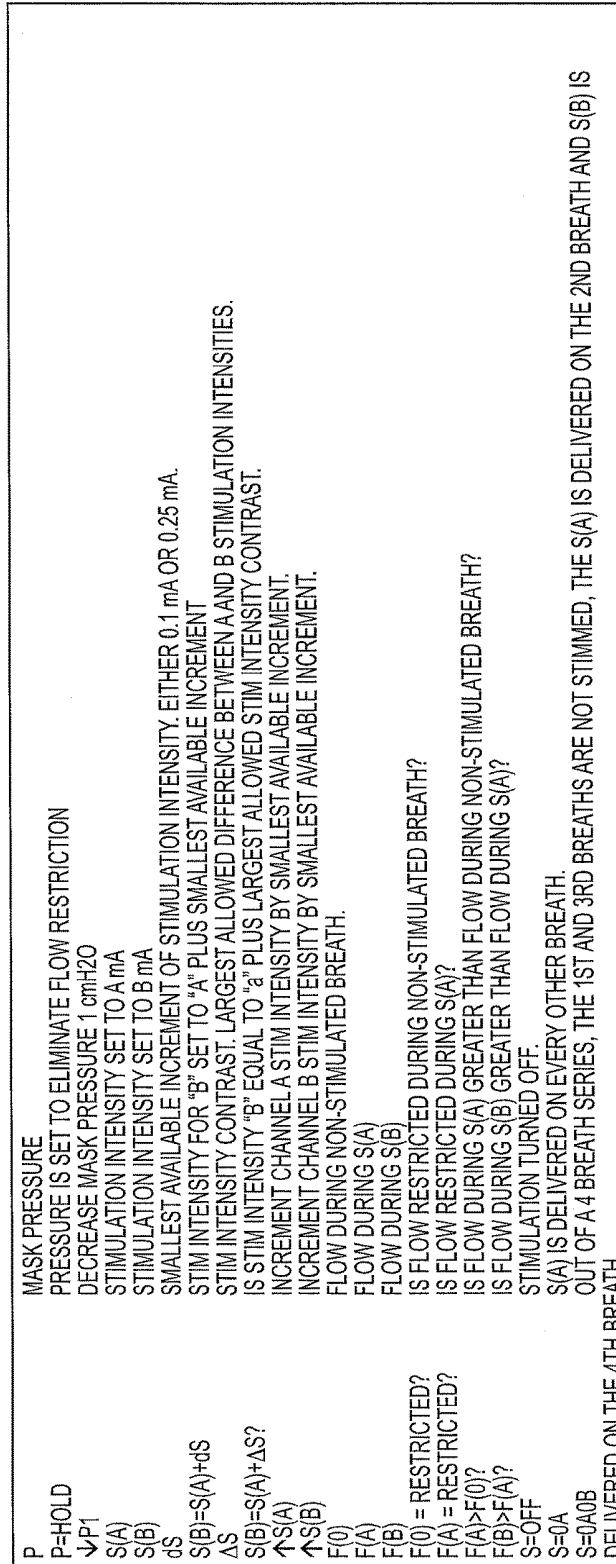 P MASK PRESSURE
P=HOLD PRESSURE IS SET TO ELIMINATE FLOW RESTRICTION
↓P1 DECREASE MASK PRESSURE 1 cmH2O
S(A) STIMULATION INTENSITY SET TO A mA
S(B) STIMULATION INTENSITY SET TO B mA
dS SMALLEST AVAILABLE INCREMENT OF STIMULATION INTENSITY. EITHER 0.1 mA OR 0.25 mA.
S(B)=S(A)+dS STIM INTENSITY FOR "B" SET TO "A" PLUS SMALLEST AVAILABLE INCREMENT
ΔS STIM INTENSITY CONTRAST. LARGEST ALLOWED DIFFERENCE BETWEEN A AND B STIMULATION INTENSITIES.
S(B)=S(A)+ΔS? IS STIM INTENSITY "B" EQUAL TO "a" PLUS LARGEST ALLOWED STIM INTENSITY CONTRAST.
↑S(A) INCREMENT CHANNEL A STIM INTENSITY BY SMALLEST AVAILABLE INCREMENT.
↑S(B) INCREMENT CHANNEL B STIM INTENSITY BY SMALLEST AVAILABLE INCREMENT.
F(0) FLOW DURING NON-STIMULATED BREATH.
F(A) FLOW DURING S(A)
F(B) FLOW DURING S(B)
F(0) = RESTRICTED? IS FLOW RESTRICTED DURING NON-STIMULATED BREATH?
F(A) = RESTRICTED? IS FLOW RESTRICTED DURING S(A)?
F(A)>F(0)? IS FLOW DURING S(A) GREATER THAN FLOW DURING NON-STIMULATED BREATH?
F(B)>F(A)? IS FLOW DURING S(B) GREATER THAN FLOW DURING S(A)?
S=OFF STIMULATION TURNED OFF.
S=0A S(A) IS DELIVERED ON EVERY OTHER BREATH.
S=0A0B OUT OF A 4 BREATH SERIES, THE 1ST AND 3RD BREATHS ARE NOT STIMMED, THE S(A) IS DELIVERED ON THE 2ND BREATH AND S(B) IS
DELIVERED ON THE 4TH BREATH